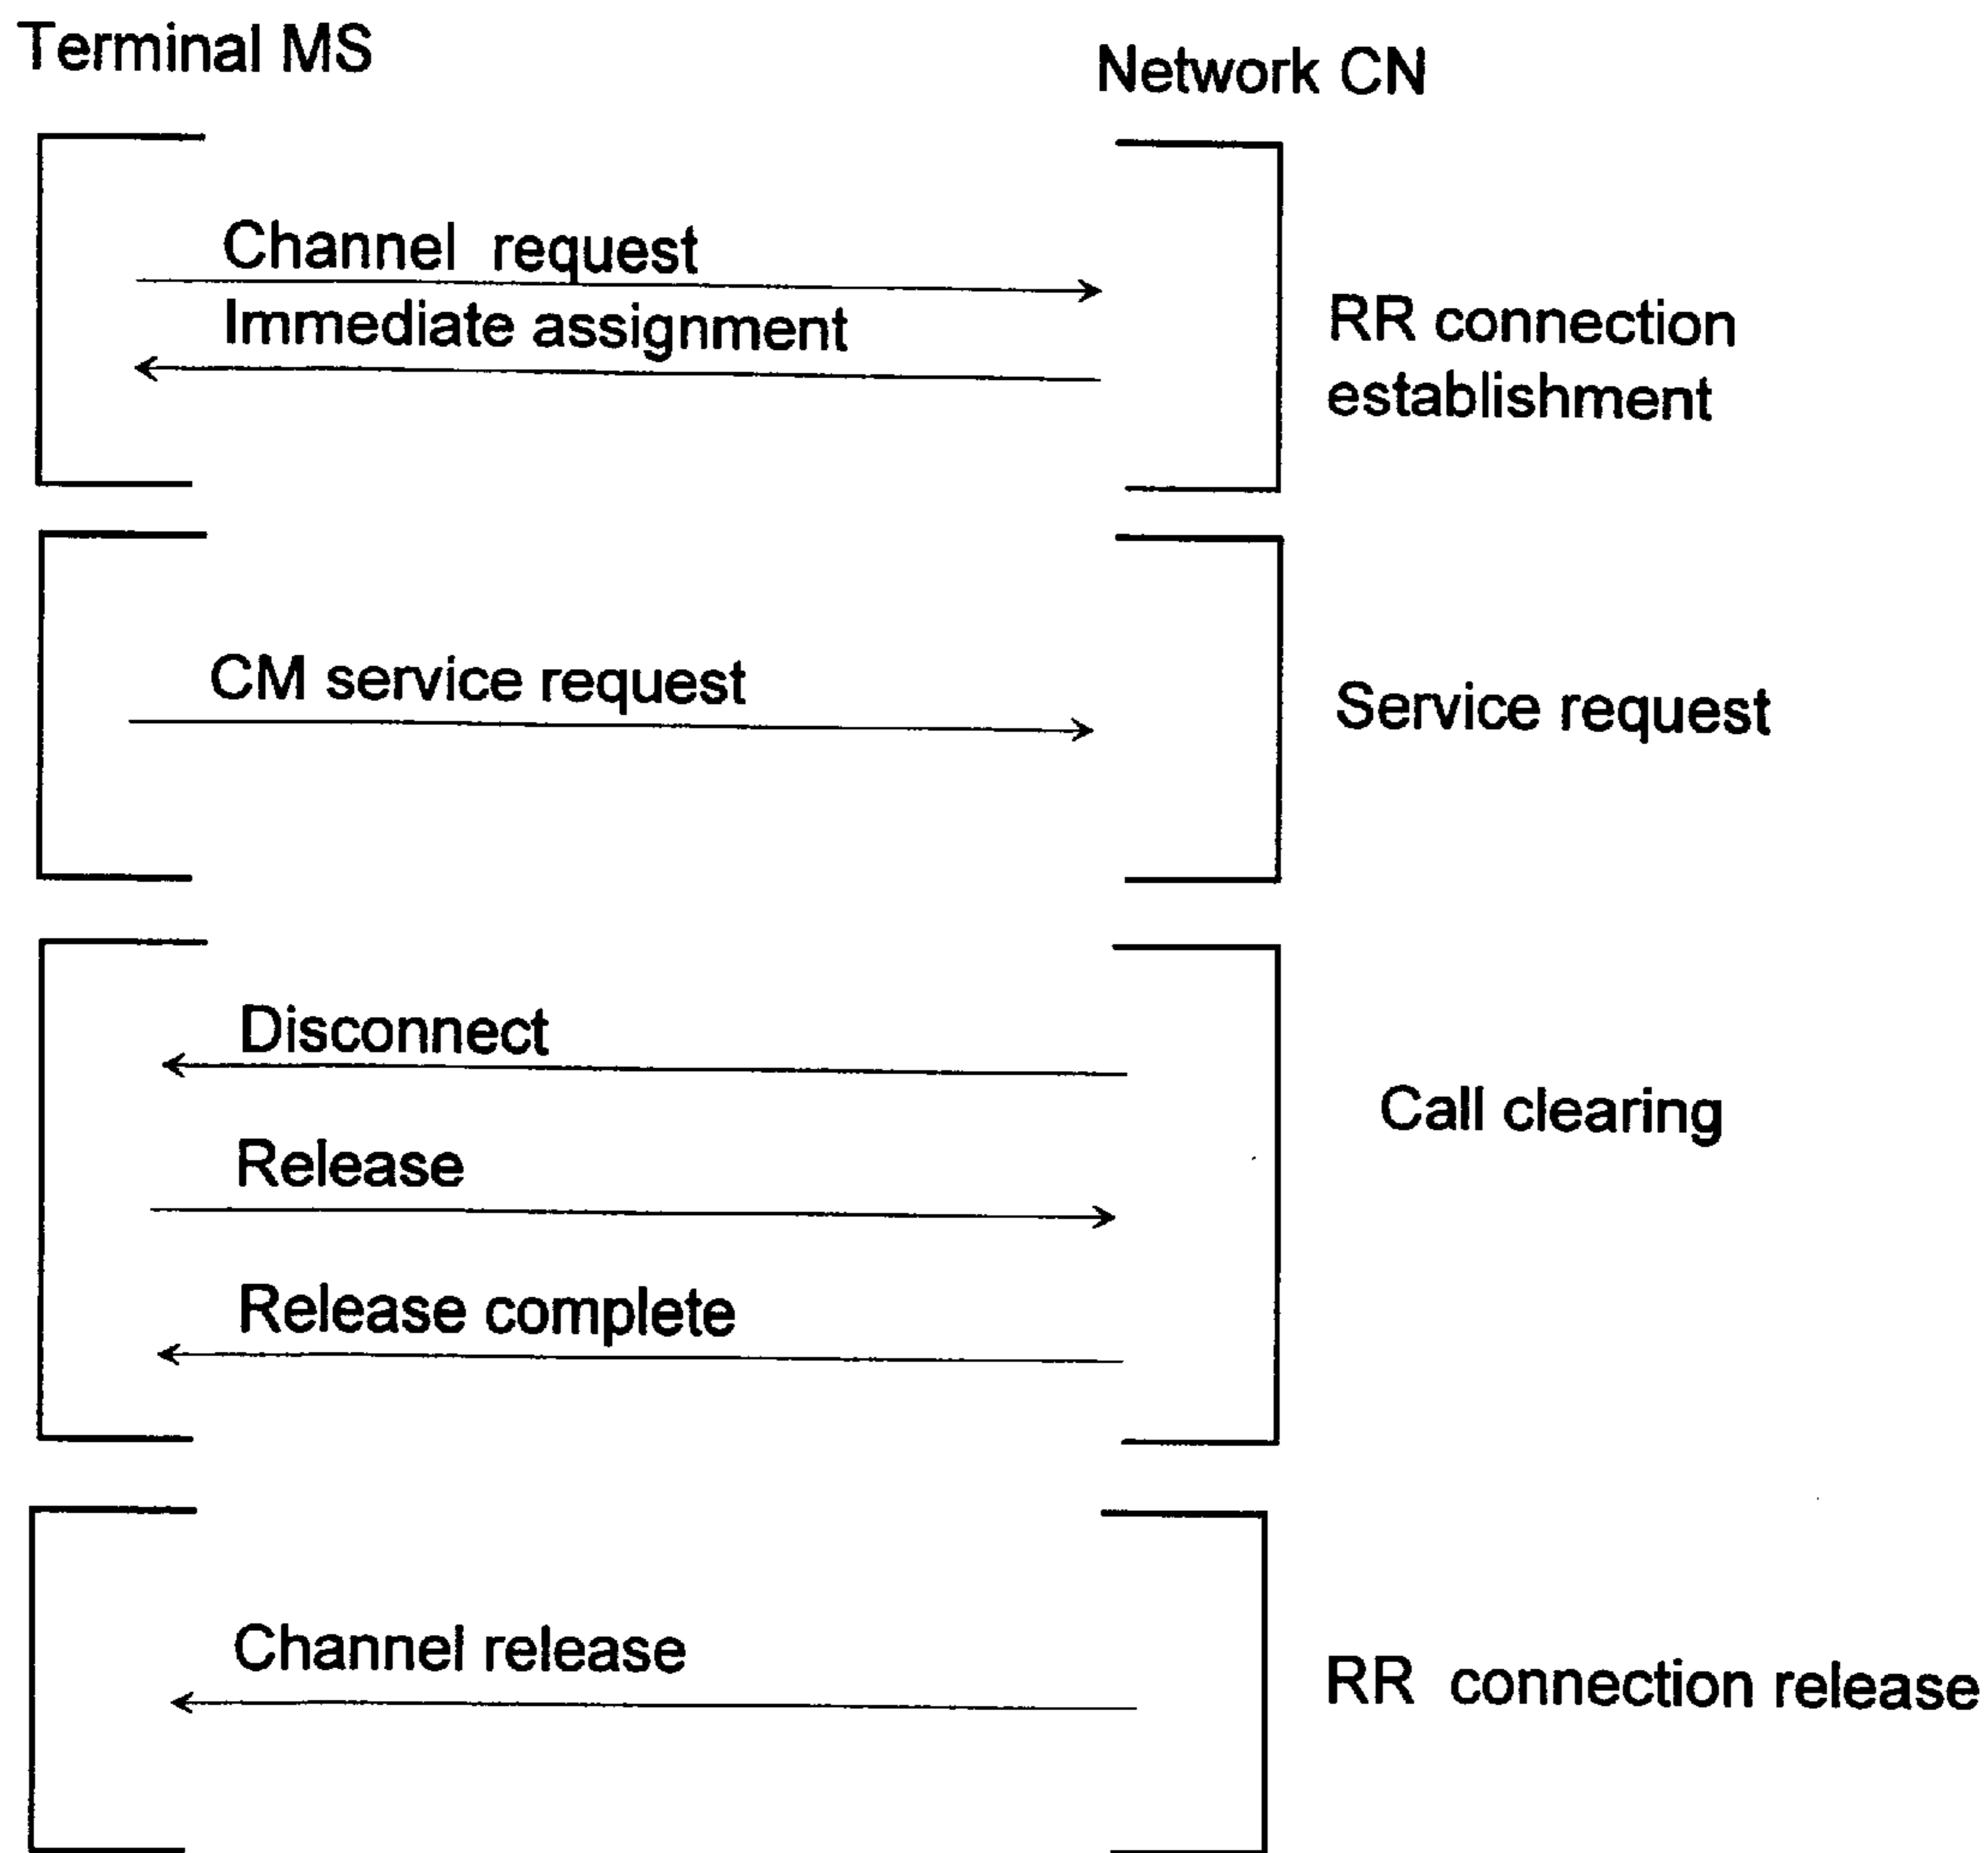 Terminal MS
Network CN
Channel request
Immediate assignment
RR connection
establishment
CM service request
Service request
Disconnect
Call clearing
Release
Release complete
Channel release
RR connection release